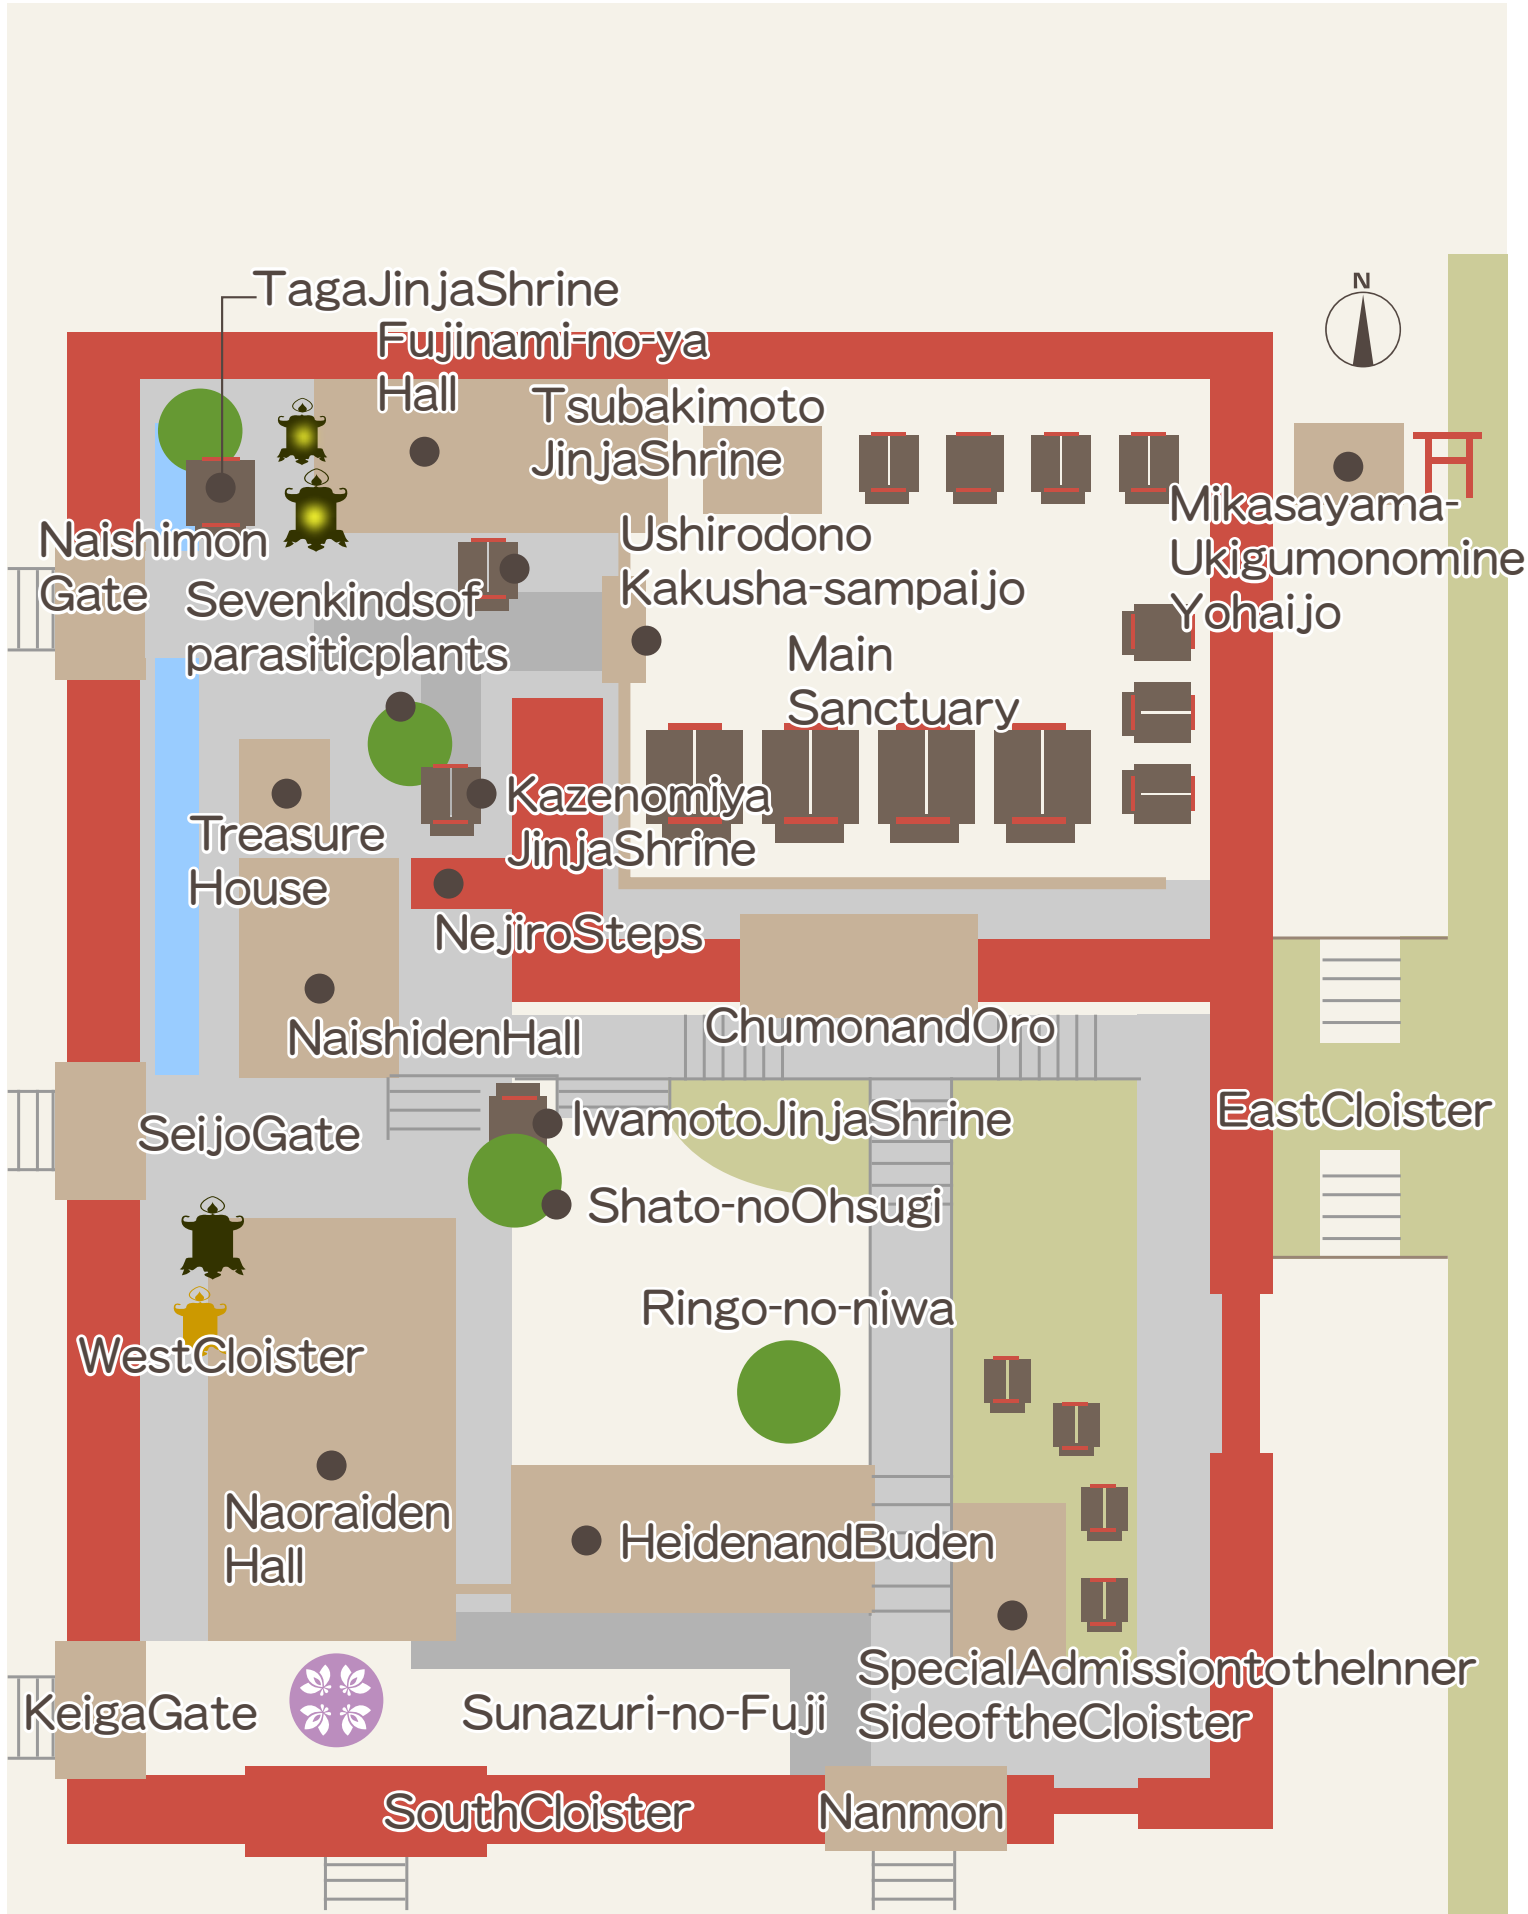 N
TagaJinjaShrine
Fujinami-no-ya
Hall
Tsubakimoto
JinjaShrine
Mikasayama-
Ukigumonomine
Yohaijo
Naishimon
Gate
Ushirodono
Kakusha-sampaijo
Sevenkindsof
parasiticplants
Main
Sanctuary
Kazenomiya
JinjaShrine
Treasure
House
NejiroSteps
NaishidenHall
ChumonandOro
SeijoGate
IwamotoJinjaShrine
EastCloister
Shato-noOhsugi
Ringo-no-niwa
WestCloister
Naoraiden
Hall
HeidenandBuden
SpecialAdmissiontotheInner
SideoftheCloister
KeigaGate
Sunazuri-no-Fuji
SouthCloister
Nanmon